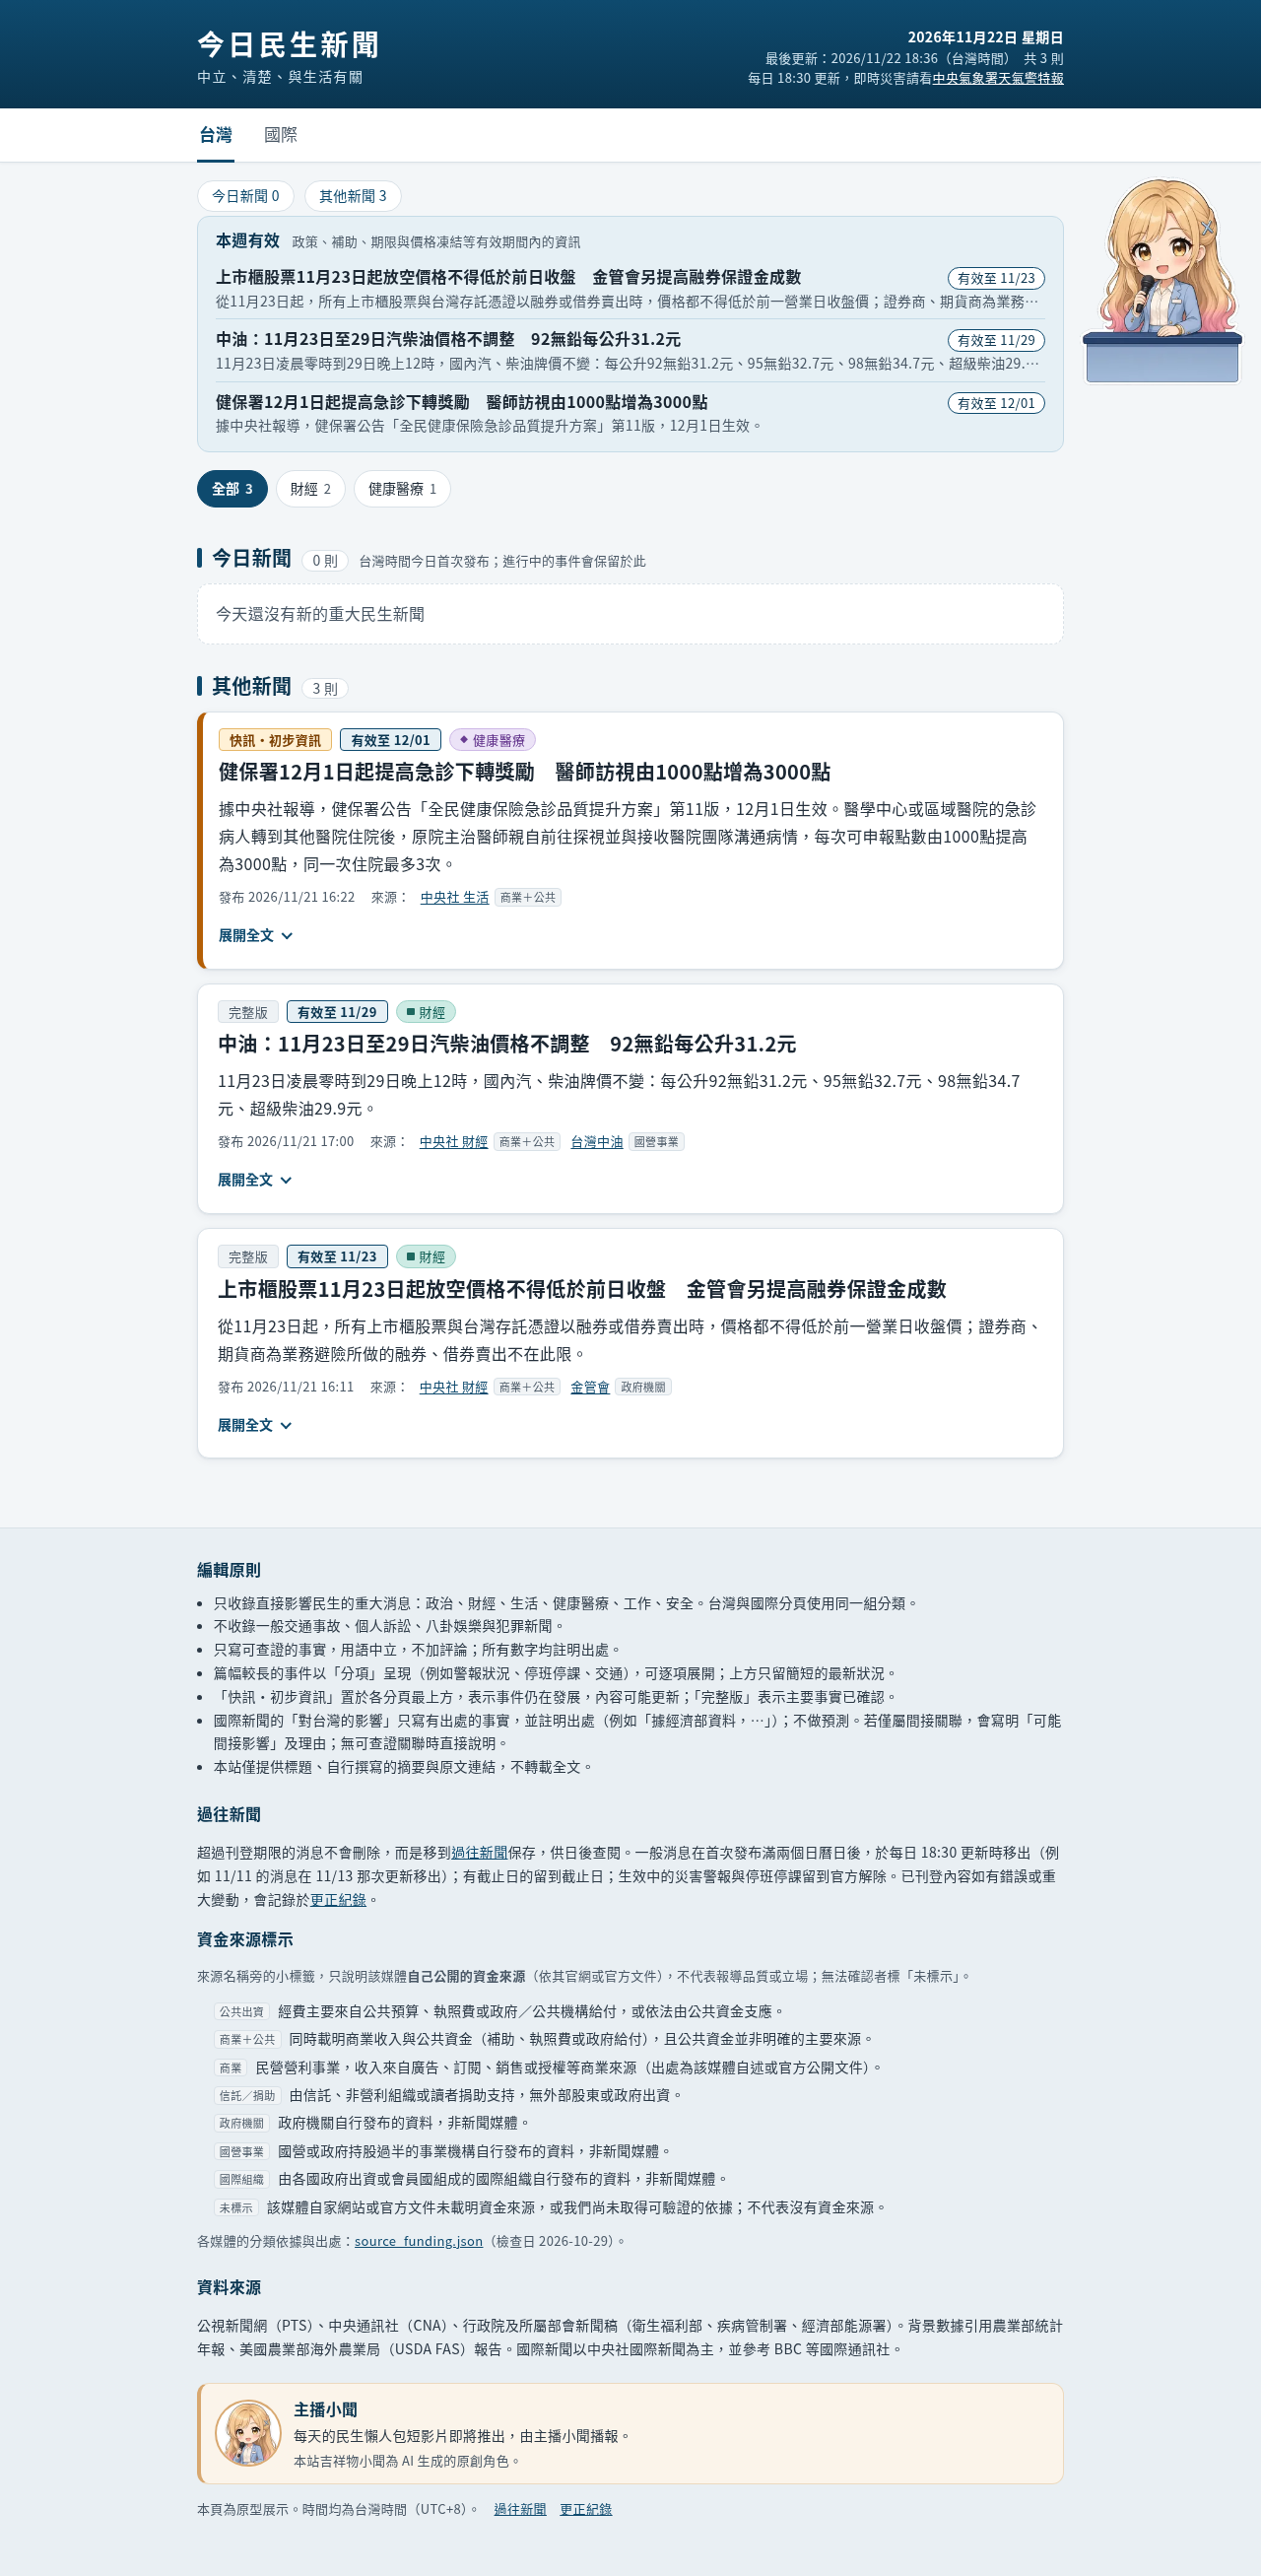 今日民生新聞
中立、清楚、與生活有關
2026年11月22日 星期日
最後更新：2026/11/22 18:36（台灣時間） 共 3 則
每日 18:30 更新，即時災害請看中央氣象署天氣警特報
台灣 國際
今日新聞 0 其他新聞 3
本週有效 政策、補助、期限與價格凍結等有效期間內的資訊
上市櫃股票11月23日起放空價格不得低於前日收盤　金管會另提高融券保證金成數 有效至 11/23
從11月23日起，所有上市櫃股票與台灣存託憑證以融券或借券賣出時，價格都不得低於前一營業日收盤價；證券商、期貨商為業務…
中油：11月23日至29日汽柴油價格不調整　92無鉛每公升31.2元 有效至 11/29
11月23日凌晨零時到29日晚上12時，國內汽、柴油牌價不變：每公升92無鉛31.2元、95無鉛32.7元、98無鉛34.7元、超級柴油29.…
健保署12月1日起提高急診下轉獎勵　醫師訪視由1000點增為3000點 有效至 12/01
據中央社報導，健保署公告「全民健康保險急診品質提升方案」第11版，12月1日生效。
全部 3 財經 2 健康醫療 1
今日新聞 0 則 台灣時間今日首次發布；進行中的事件會保留於此
今天還沒有新的重大民生新聞
其他新聞 3 則
快訊・初步資訊 有效至 12/01 ◆ 健康醫療
健保署12月1日起提高急診下轉獎勵　醫師訪視由1000點增為3000點
據中央社報導，健保署公告「全民健康保險急診品質提升方案」第11版，12月1日生效。醫學中心或區域醫院的急診
病人轉到其他醫院住院後，原院主治醫師親自前往探視並與接收醫院團隊溝通病情，每次可申報點數由1000點提高
為3000點，同一次住院最多3次。
發布 2026/11/21 16:22 來源： 中央社 生活 商業＋公共
展開全文
完整版 有效至 11/29 ■ 財經
中油：11月23日至29日汽柴油價格不調整　92無鉛每公升31.2元
11月23日凌晨零時到29日晚上12時，國內汽、柴油牌價不變：每公升92無鉛31.2元、95無鉛32.7元、98無鉛34.7
元、超級柴油29.9元。
發布 2026/11/21 17:00 來源： 中央社 財經 商業＋公共 台灣中油 國營事業
展開全文
完整版 有效至 11/23 ■ 財經
上市櫃股票11月23日起放空價格不得低於前日收盤　金管會另提高融券保證金成數
從11月23日起，所有上市櫃股票與台灣存託憑證以融券或借券賣出時，價格都不得低於前一營業日收盤價；證券商、
期貨商為業務避險所做的融券、借券賣出不在此限。
發布 2026/11/21 16:11 來源： 中央社 財經 商業＋公共 金管會 政府機關
展開全文
編輯原則
• 只收錄直接影響民生的重大消息：政治、財經、生活、健康醫療、工作、安全。台灣與國際分頁使用同一組分類。
• 不收錄一般交通事故、個人訴訟、八卦娛樂與犯罪新聞。
• 只寫可查證的事實，用語中立，不加評論；所有數字均註明出處。
• 篇幅較長的事件以「分項」呈現（例如警報狀況、停班停課、交通），可逐項展開；上方只留簡短的最新狀況。
• 「快訊・初步資訊」置於各分頁最上方，表示事件仍在發展，內容可能更新；「完整版」表示主要事實已確認。
• 國際新聞的「對台灣的影響」只寫有出處的事實，並註明出處（例如「據經濟部資料，…」）；不做預測。若僅屬間接關聯，會寫明「可能
間接影響」及理由；無可查證關聯時直接說明。
• 本站僅提供標題、自行撰寫的摘要與原文連結，不轉載全文。
過往新聞
超過刊登期限的消息不會刪除，而是移到過往新聞保存，供日後查閱。一般消息在首次發布滿兩個日曆日後，於每日 18:30 更新時移出（例
如 11/11 的消息在 11/13 那次更新移出）；有截止日的留到截止日；生效中的災害警報與停班停課留到官方解除。已刊登內容如有錯誤或重
大變動，會記錄於更正紀錄。
資金來源標示
來源名稱旁的小標籤，只說明該媒體自己公開的資金來源（依其官網或官方文件），不代表報導品質或立場；無法確認者標「未標示」。
公共出資 經費主要來自公共預算、執照費或政府／公共機構給付，或依法由公共資金支應。
商業＋公共 同時載明商業收入與公共資金（補助、執照費或政府給付），且公共資金並非明確的主要來源。
商業 民營營利事業，收入來自廣告、訂閱、銷售或授權等商業來源（出處為該媒體自述或官方公開文件）。
信託／捐助 由信託、非營利組織或讀者捐助支持，無外部股東或政府出資。
政府機關 政府機關自行發布的資料，非新聞媒體。
國營事業 國營或政府持股過半的事業機構自行發布的資料，非新聞媒體。
國際組織 由各國政府出資或會員國組成的國際組織自行發布的資料，非新聞媒體。
未標示 該媒體自家網站或官方文件未載明資金來源，或我們尚未取得可驗證的依據；不代表沒有資金來源。
各媒體的分類依據與出處：source_funding.json（檢查日 2026-10-29）。
資料來源
公視新聞網（PTS）、中央通訊社（CNA）、行政院及所屬部會新聞稿（衛生福利部、疾病管制署、經濟部能源署）。背景數據引用農業部統計
年報、美國農業部海外農業局（USDA FAS）報告。國際新聞以中央社國際新聞為主，並參考 BBC 等國際通訊社。
主播小聞
每天的民生懶人包短影片即將推出，由主播小聞播報。
本站吉祥物小聞為 AI 生成的原創角色。
本頁為原型展示。時間均為台灣時間（UTC+8）。 過往新聞 更正紀錄